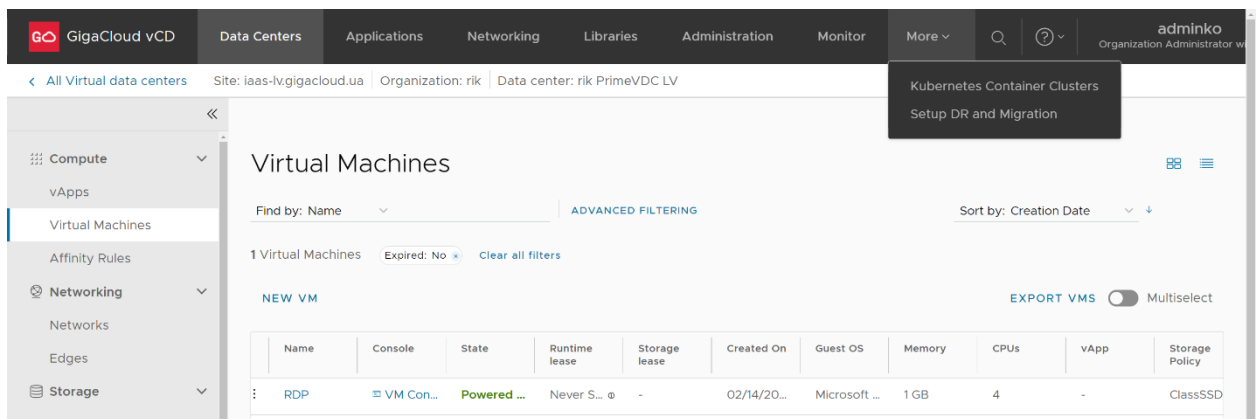 GO GigaCloud vCD Data Centers Applications Networking Libraries Administration Monitor More adminko
Organization Administrator wi
All Virtual data centers Site: iaas-lv.gigacloud.ua Organization: rik Data center: rik PrimeVDC LV
Kubernetes Container Clusters
Setup DR and Migration
Compute
vApps
Virtual Machines
Affinity Rules
Networking
Networks
Edges
Storage
Virtual Machines
Find by: Name ADVANCED FILTERING Sort by: Creation Date
1 Virtual Machines Expired: No Clear all filters
NEW VM EXPORT VMS Multiselect
Name Console State Runtime lease Storage lease Created On Guest OS Memory CPUs vApp Storage Policy
RDP VM Con... Powered ... Never S... - 02/14/20... Microsoft ... 1 GB 4 - ClassSSD